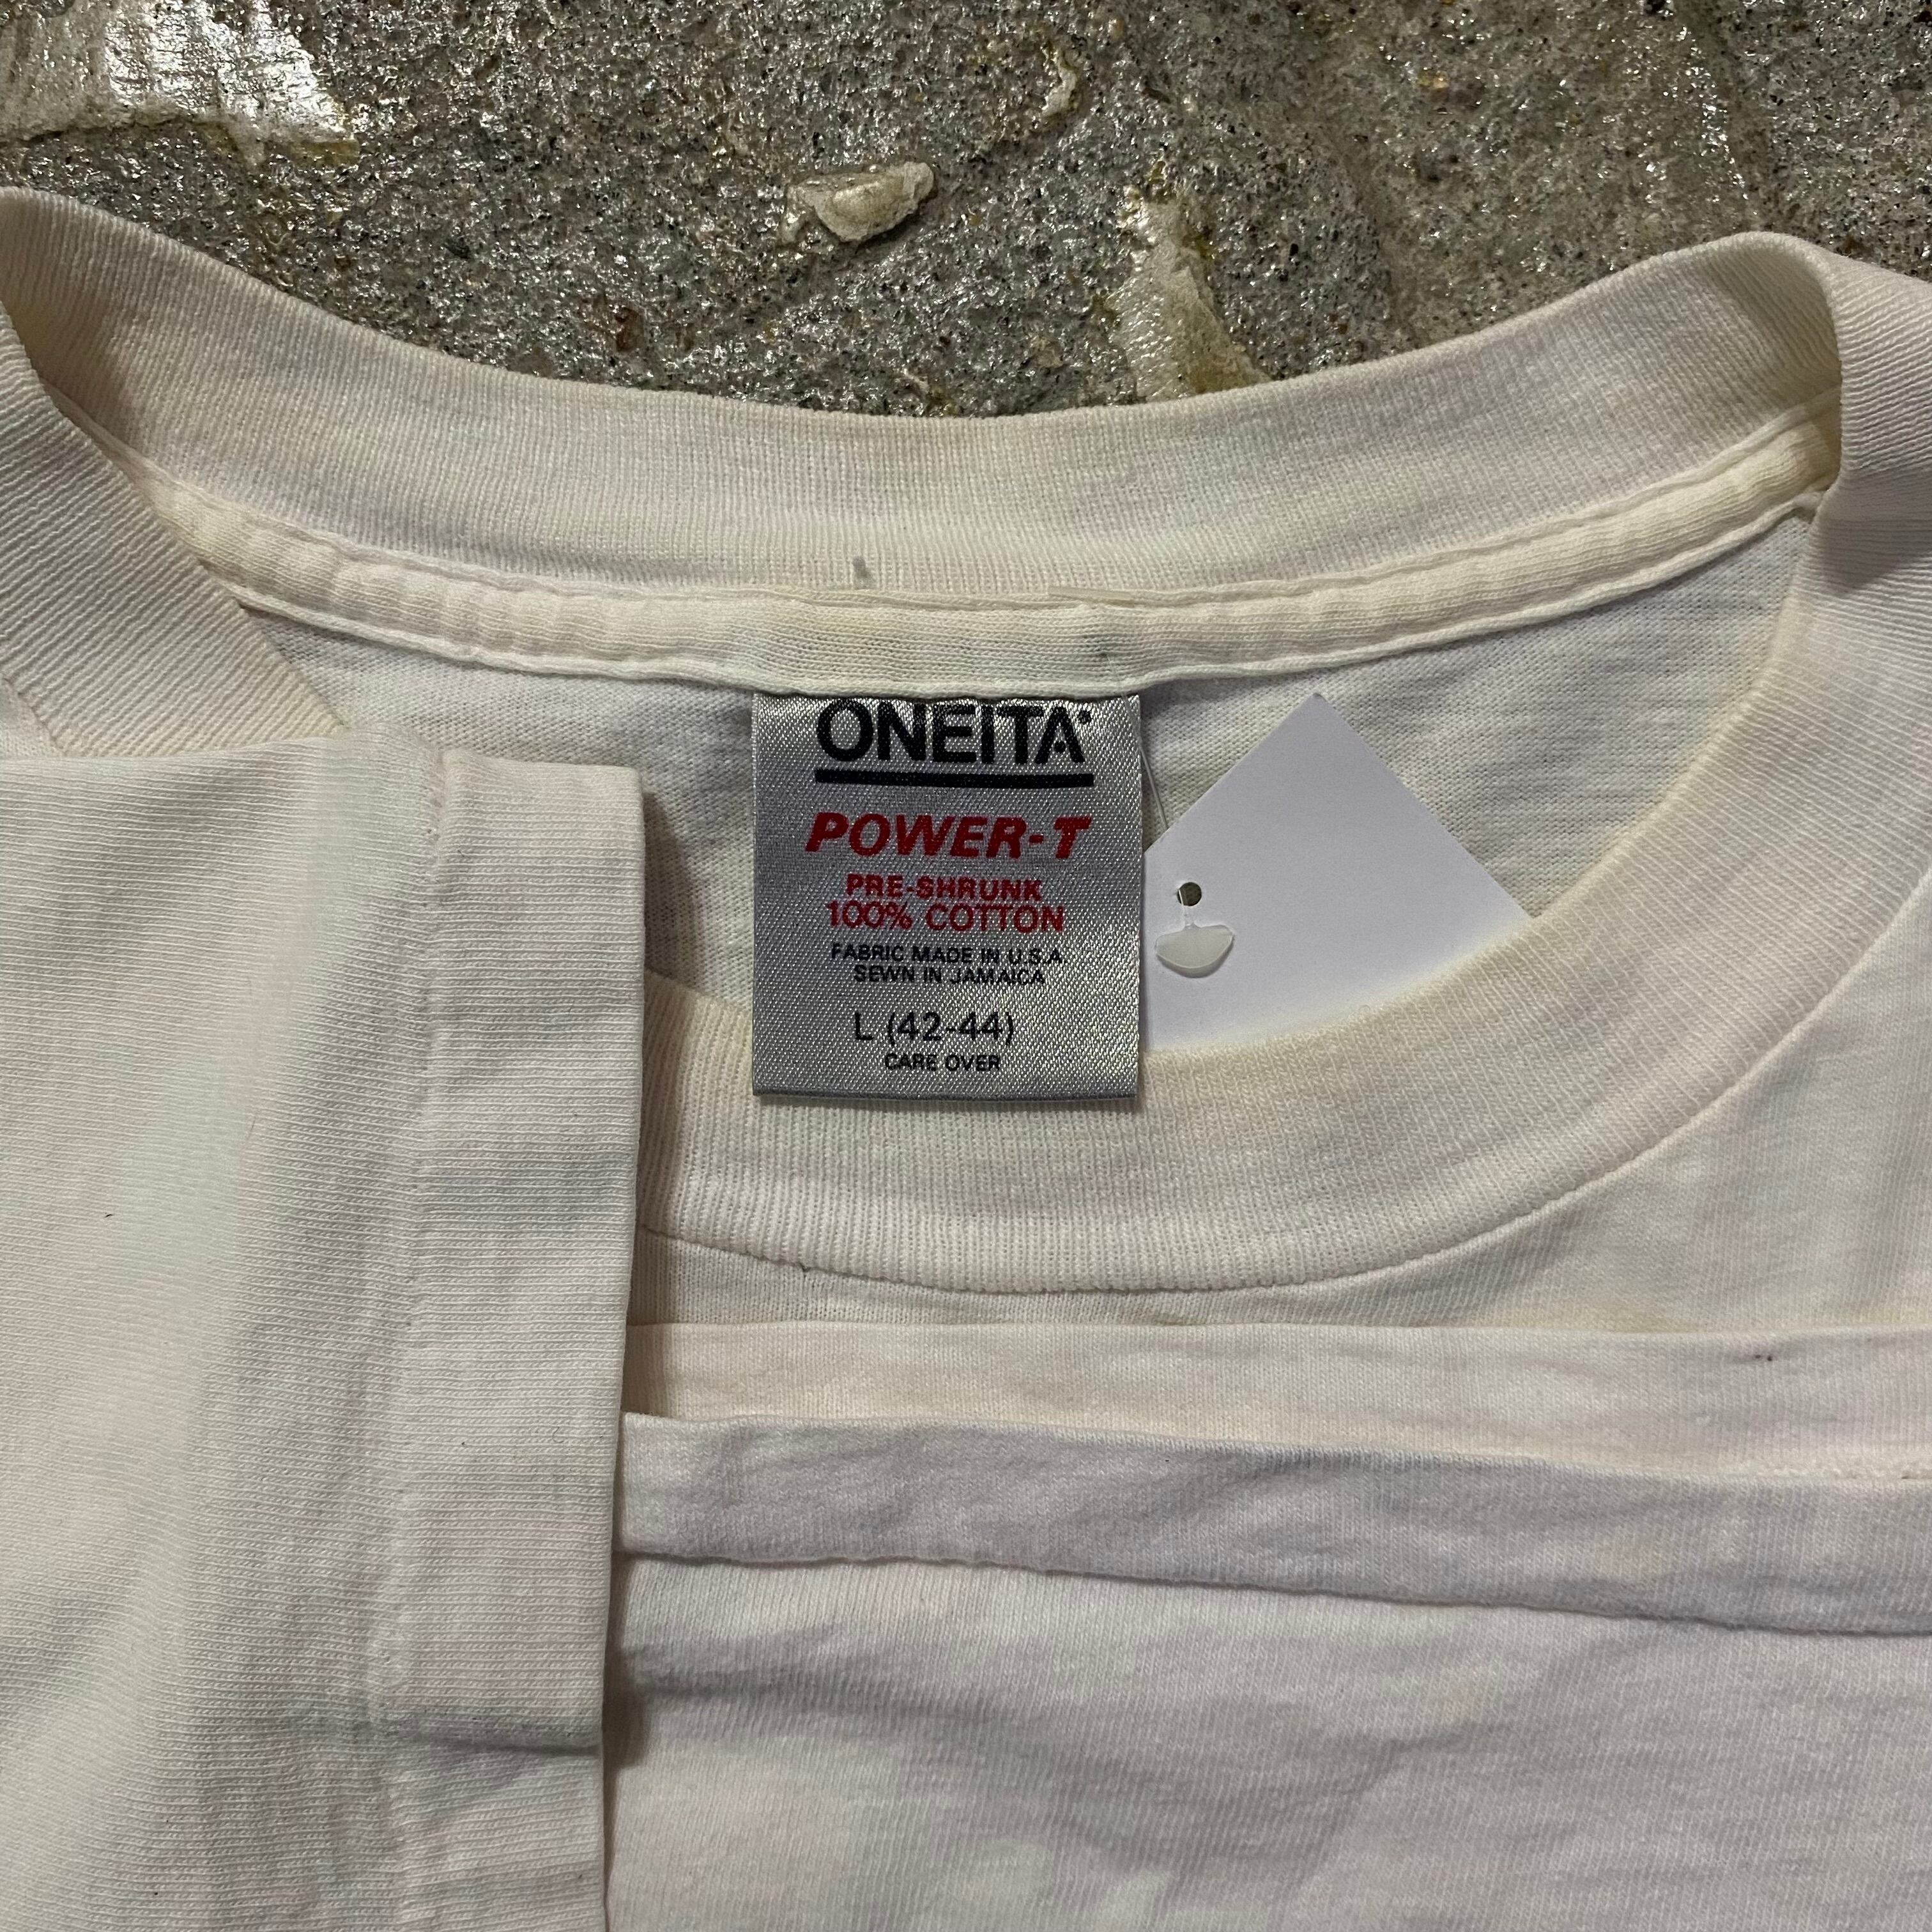 ONEITA
POWER-T
PRE-SHRUNK
100% COTTON
FABRIC MADE IN U.S.A.
SEWN IN JAMAICA
L (42-44)
CARE OVER